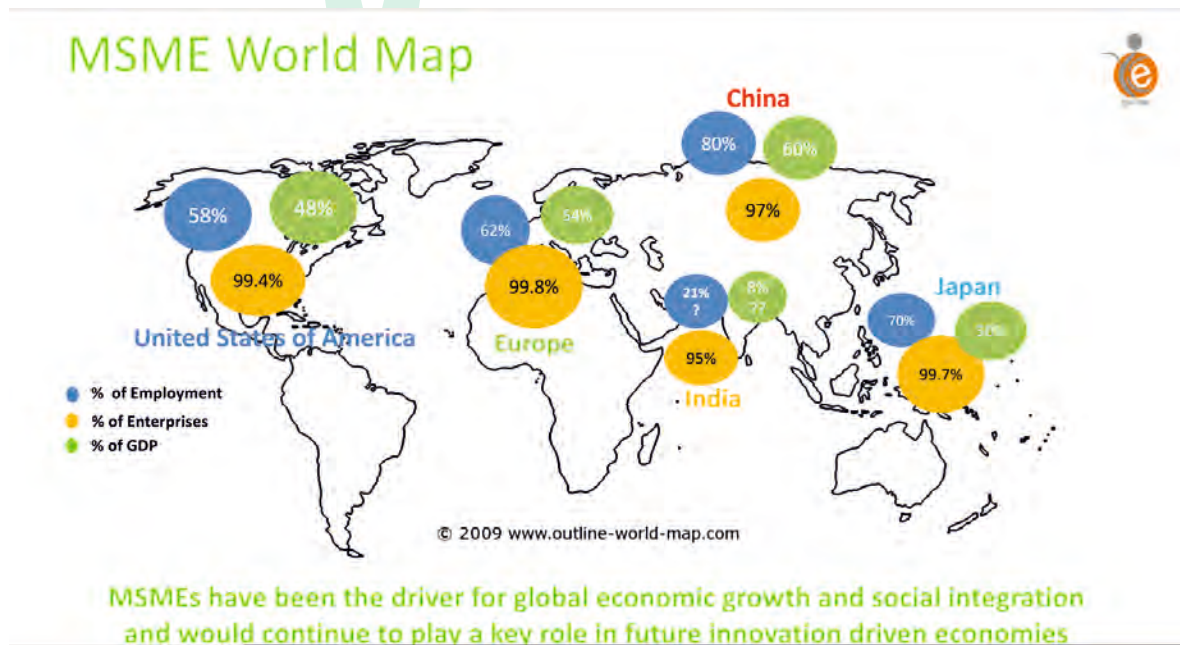 MSME World Map
China
80%
60%
97%
58%
48%
99.4%
United States of America
62%
54%
99.8%
Europe
21%
?
8%
??
95%
India
Japan
70%
99.7%
% of Employment
% of Enterprises
% of GDP
© 2009 www.outline-world-map.com
MSMEs have been the driver for global economic growth and social integration
and would continue to play a key role in future innovation driven economies
e